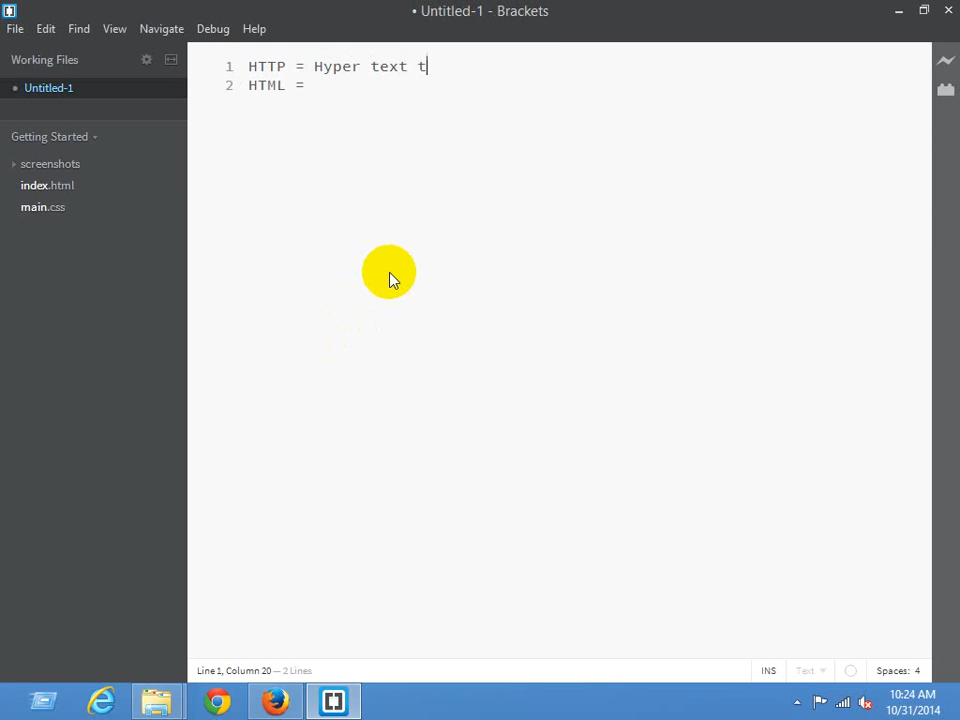 • Untitled-1 - Brackets
File Edit Find View Navigate Debug Help
Working Files
• Untitled-1
Getting Started
screenshots
index.html
main.css
1 HTTP = Hyper text t
2 HTML =
Line 1, Column 20 — 2 Lines
INS Text Spaces: 4
10:24 AM
10/31/2014